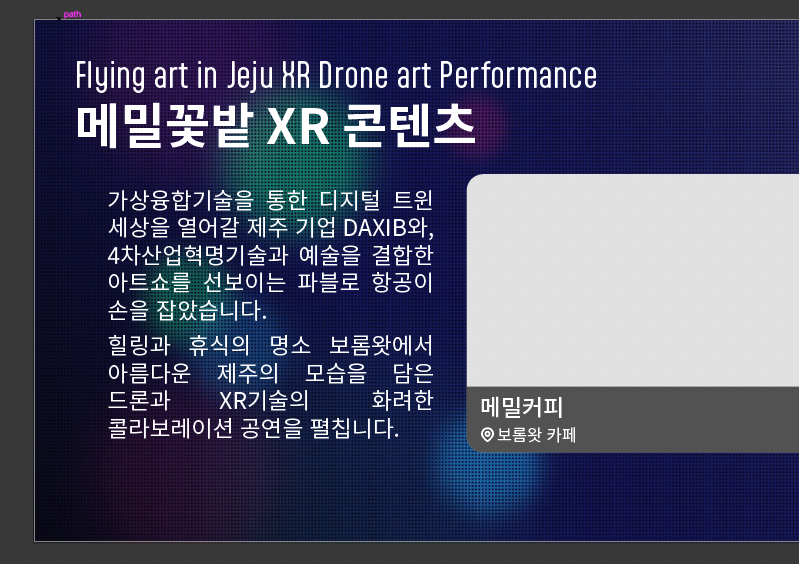 path
Flying art in Jeju XR Drone art Performance
메밀꽃밭 XR 콘텐츠
가상융합기술을 통한 디지털 트윈
세상을 열어갈 제주 기업 DAXIB와,
4차산업혁명기술과 예술을 결합한
아트쇼를 선보이는 파블로 항공이
손을 잡았습니다.
힐링과 휴식의 명소 보롬왓에서
아름다운 제주의 모습을 담은
드론과 XR기술의 화려한
콜라보레이션 공연을 펼칩니다.
메밀커피
보롬왓 카페